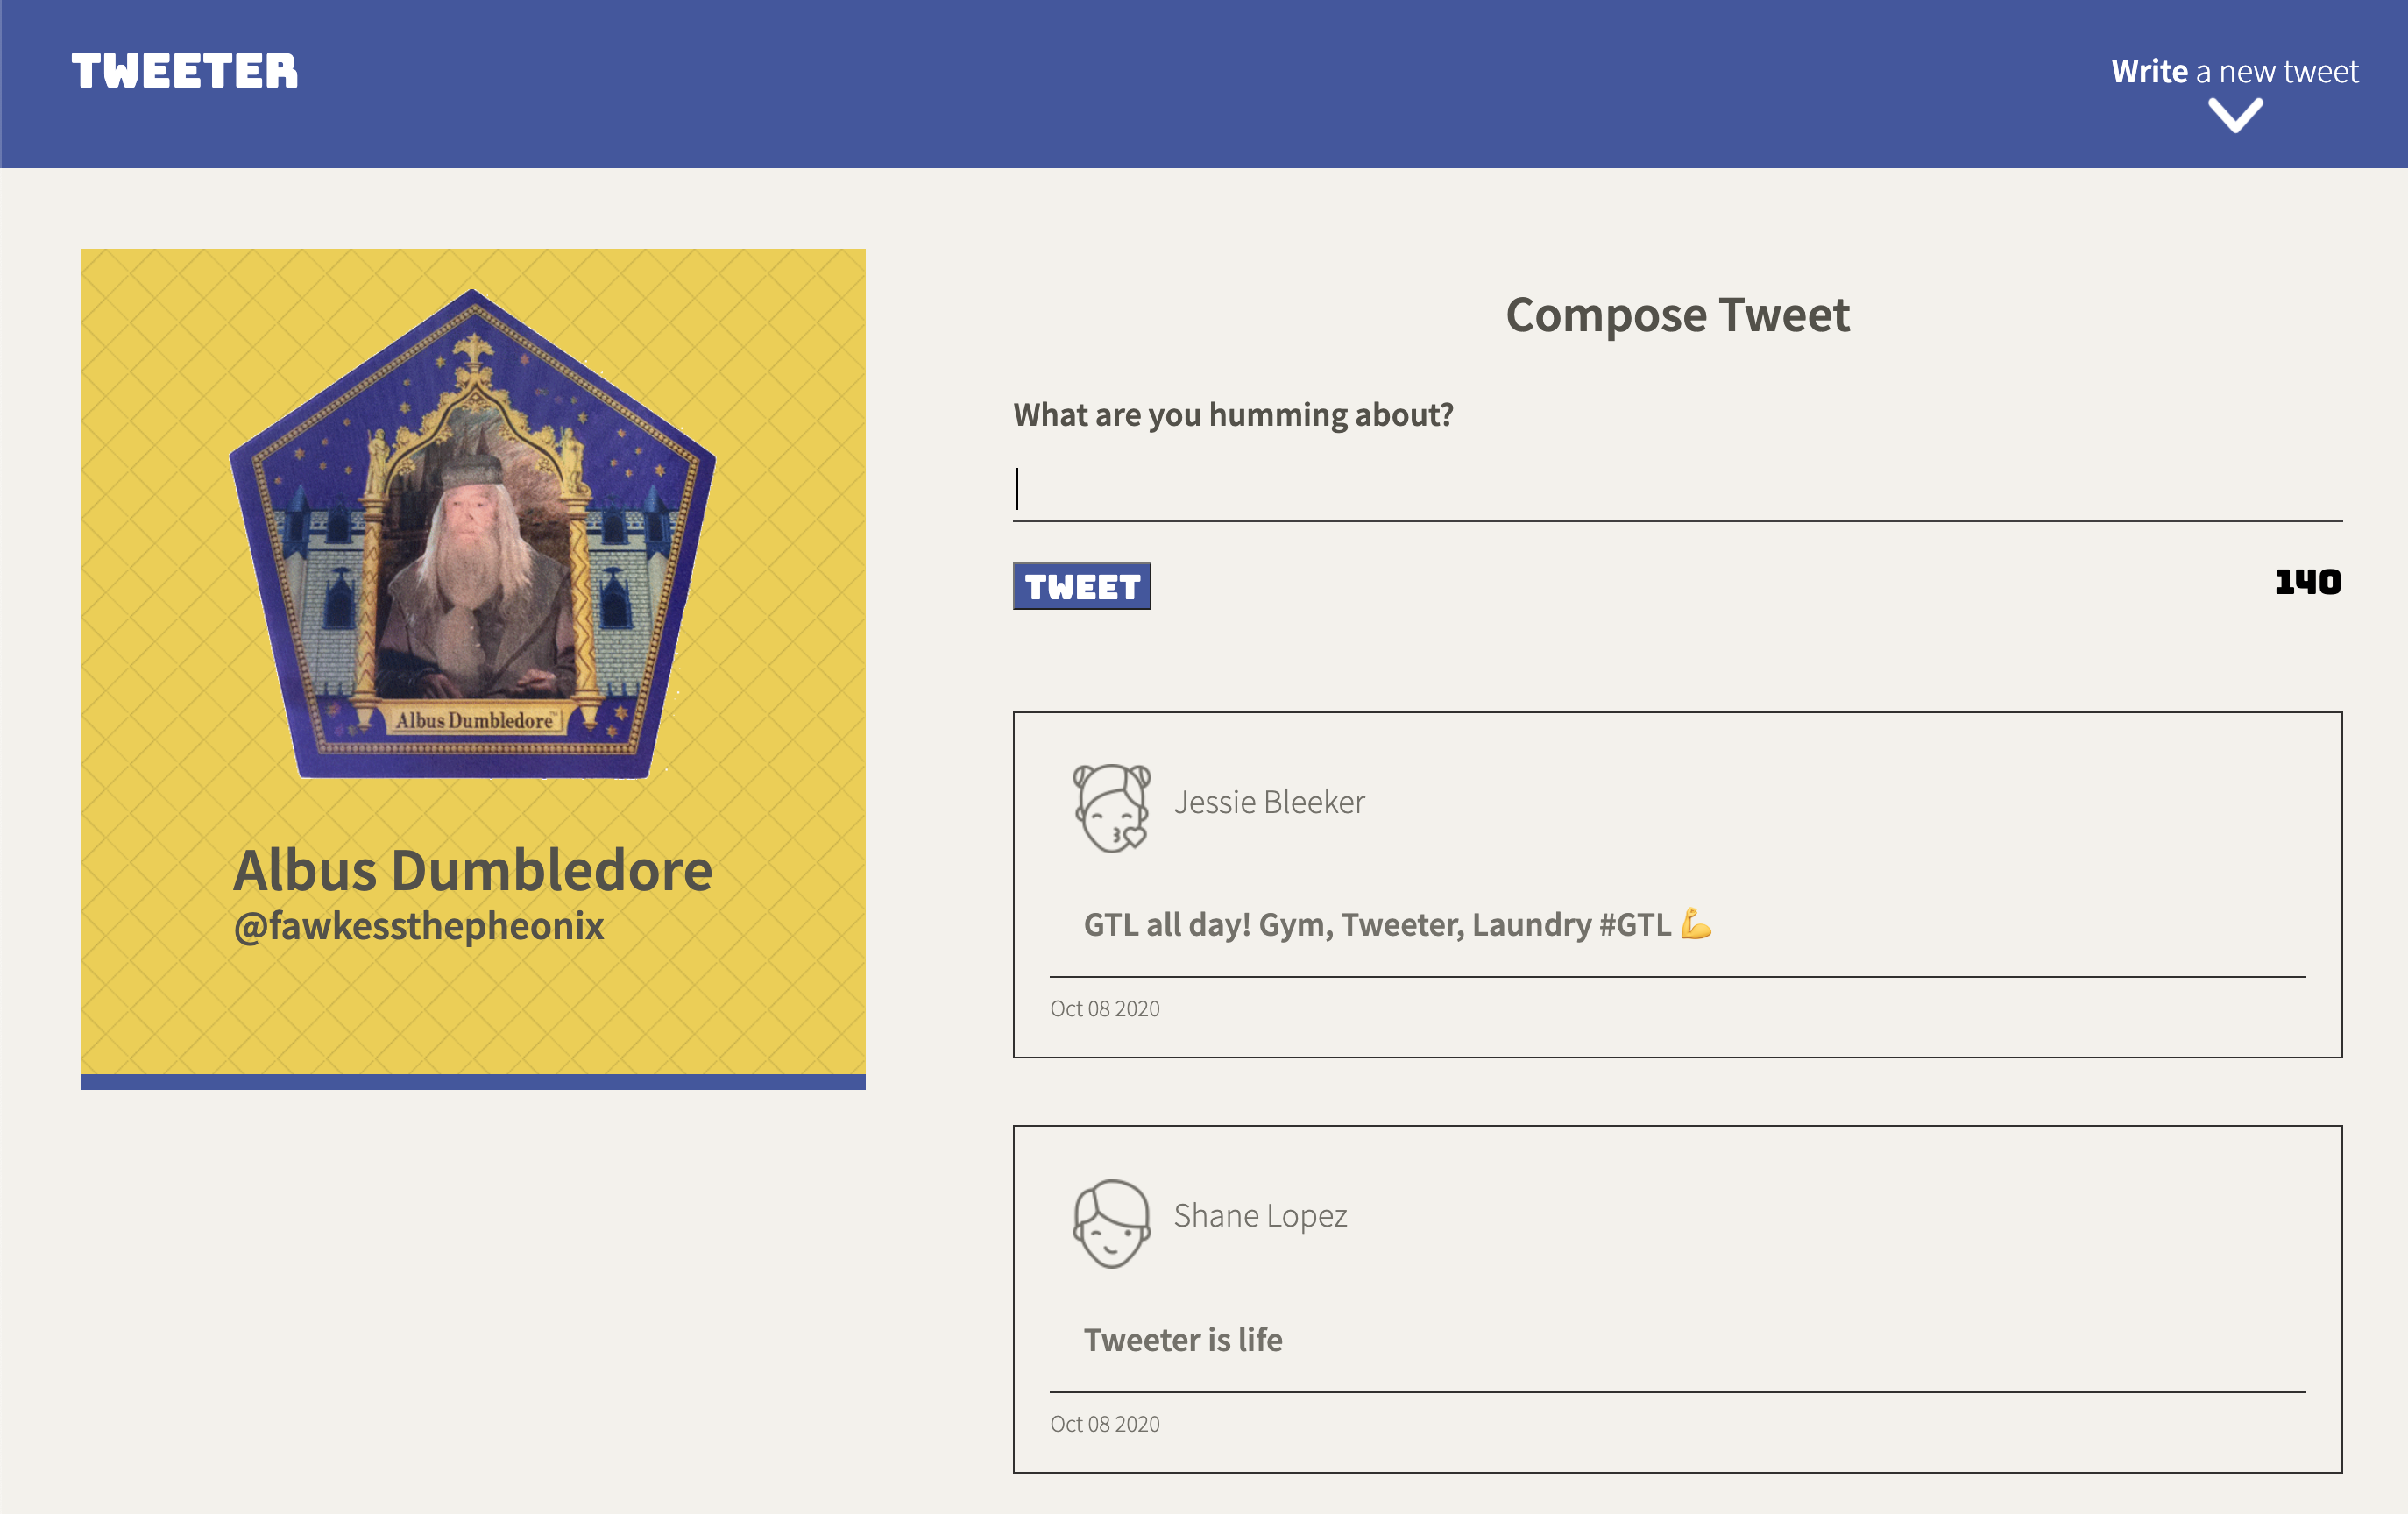 TWEETER
Write a new tweet
Albus Dumbledore™
Albus Dumbledore
@fawkessthepheonix
Compose Tweet
What are you humming about?
TWEET
140
Jessie Bleeker
GTL all day! Gym, Tweeter, Laundry #GTL 💪
Oct 08 2020
Shane Lopez
Tweeter is life
Oct 08 2020